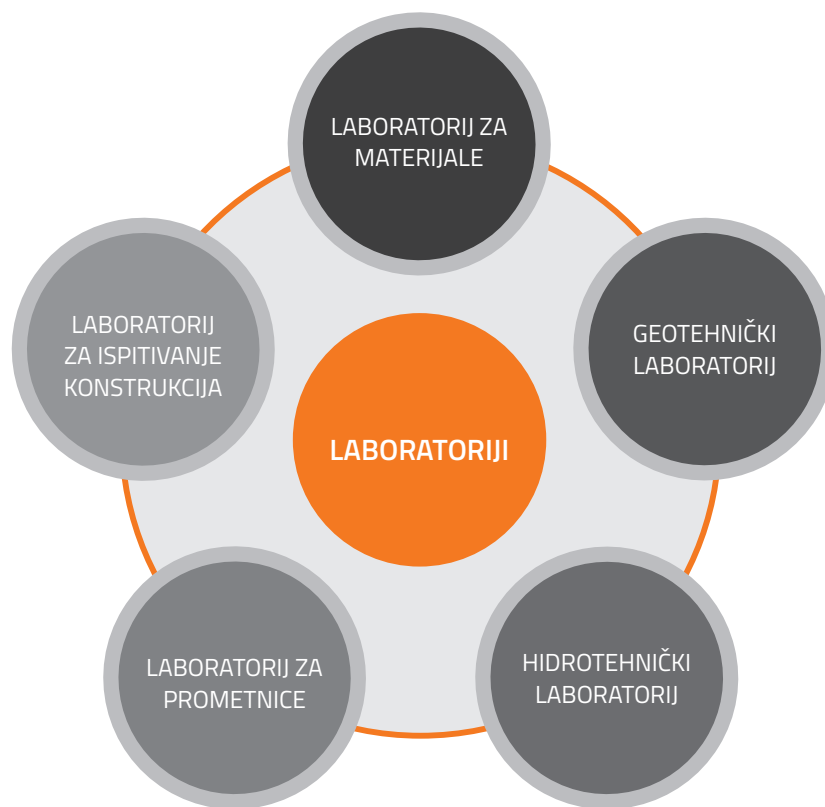 LABORATORIJ ZA
MATERIJALE
LABORATORIJ
ZA ISPITIVANJE
KONSTRUKCIJA
GEOTEHNIČKI
LABORATORIJ
LABORATORIJI
LABORATORIJ ZA
PROMETNICE
HIDROTEHNIČKI
LABORATORIJ